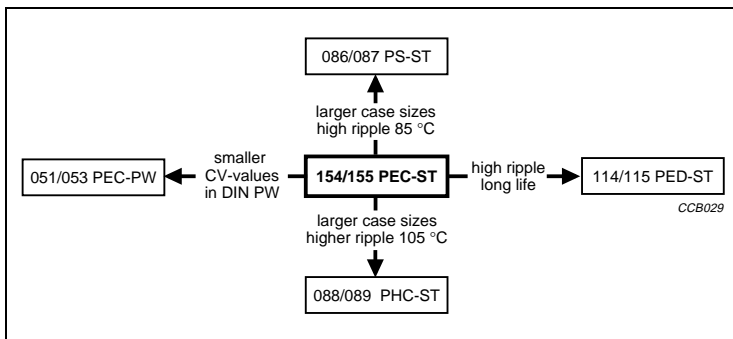 086/087 PS-ST
larger case sizes
high ripple 85 °C
smaller
CV-values
in DIN PW
051/053 PEC-PW
154/155 PEC-ST
high ripple
long life
114/115 PED-ST
CCB029
larger case sizes
higher ripple 105 °C
088/089 PHC-ST